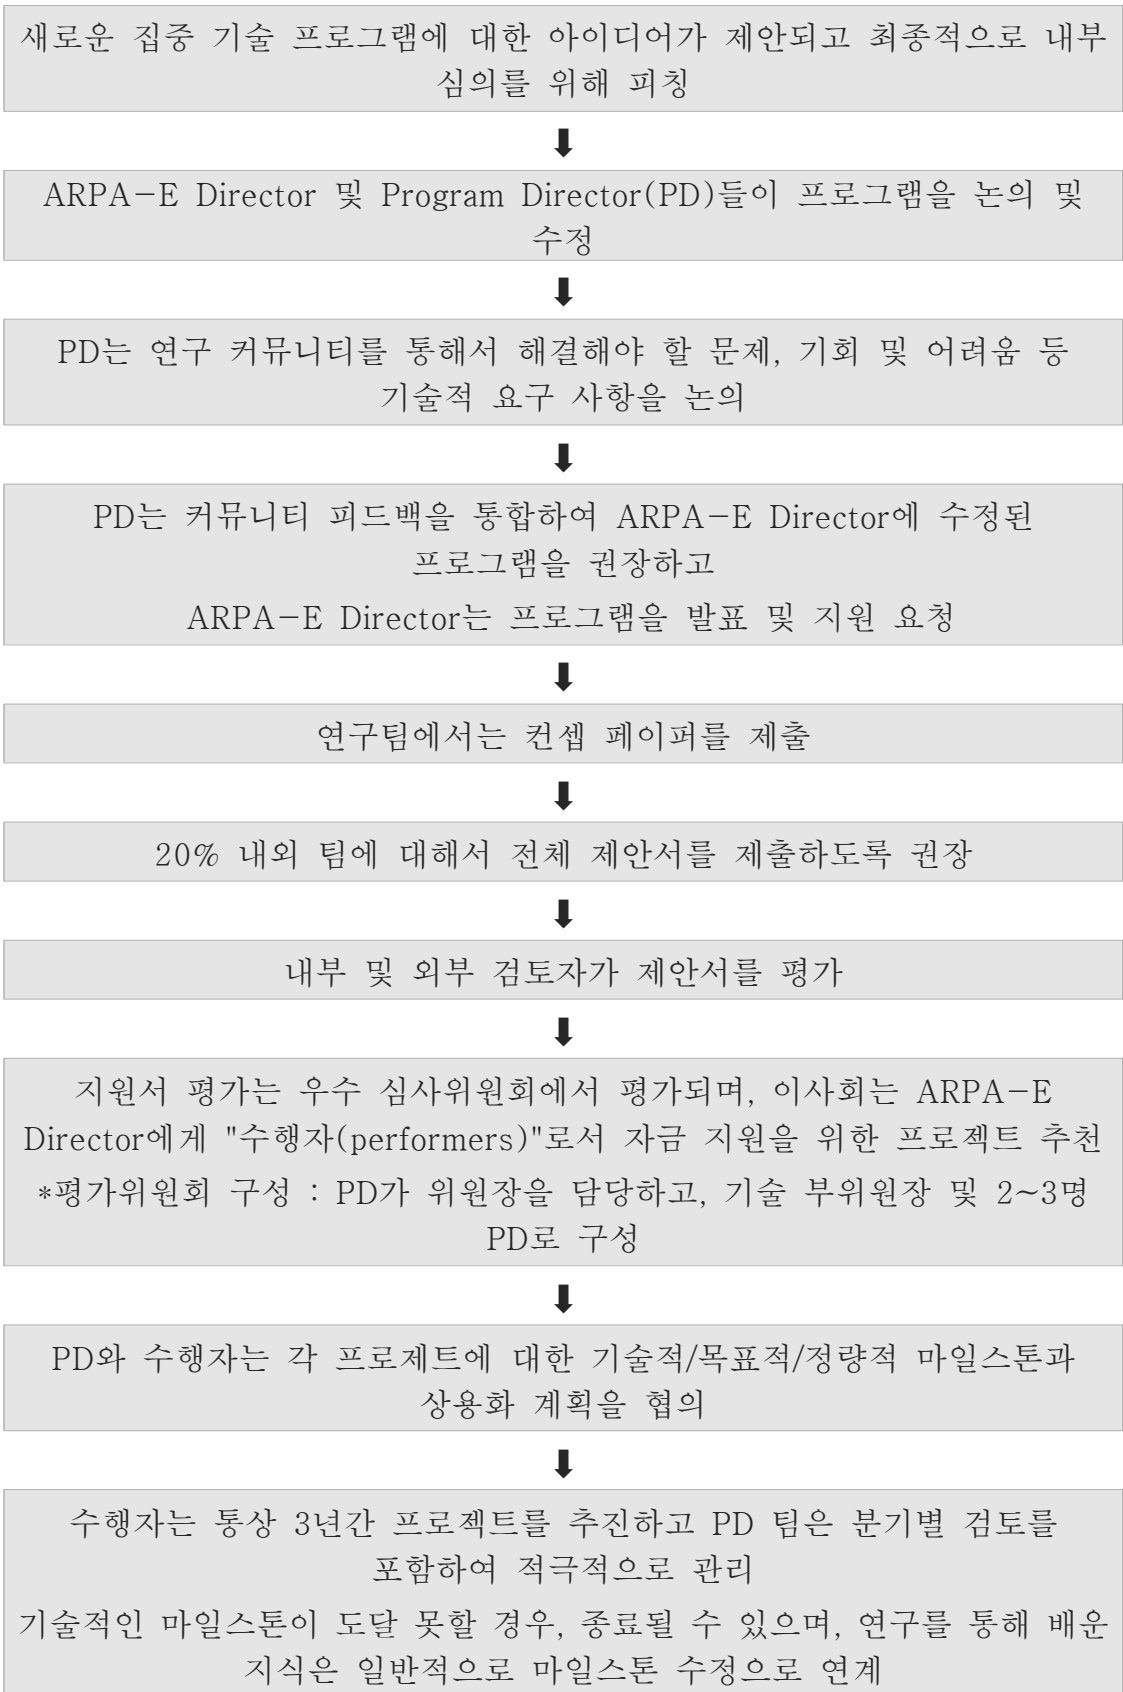 새로운 집중 기술 프로그램에 대한 아이디어가 제안되고 최종적으로 내부
심의를 위해 피칭
ARPA-E Director 및 Program Director(PD)들이 프로그램을 논의 및
수정
PD는 연구 커뮤니티를 통해서 해결해야 할 문제, 기회 및 어려움 등
기술적 요구 사항을 논의
PD는 커뮤니티 피드백을 통합하여 ARPA-E Director에 수정된
프로그램을 권장하고
ARPA-E Director는 프로그램을 발표 및 지원 요청
연구팀에서는 컨셉 페이퍼를 제출
20% 내외 팀에 대해서 전체 제안서를 제출하도록 권장
내부 및 외부 검토자가 제안서를 평가
지원서 평가는 우수 심사위원회에서 평가되며, 이사회는 ARPA-E
Director에게 "수행자(performers)"로서 자금 지원을 위한 프로젝트 추천
*평가위원회 구성 : PD가 위원장을 담당하고, 기술 부위원장 및 2~3명
PD로 구성
PD와 수행자는 각 프로제트에 대한 기술적/목표적/정량적 마일스톤과
상용화 계획을 협의
수행자는 통상 3년간 프로젝트를 추진하고 PD 팀은 분기별 검토를
포함하여 적극적으로 관리
기술적인 마일스톤이 도달 못할 경우, 종료될 수 있으며, 연구를 통해 배운
지식은 일반적으로 마일스톤 수정으로 연계